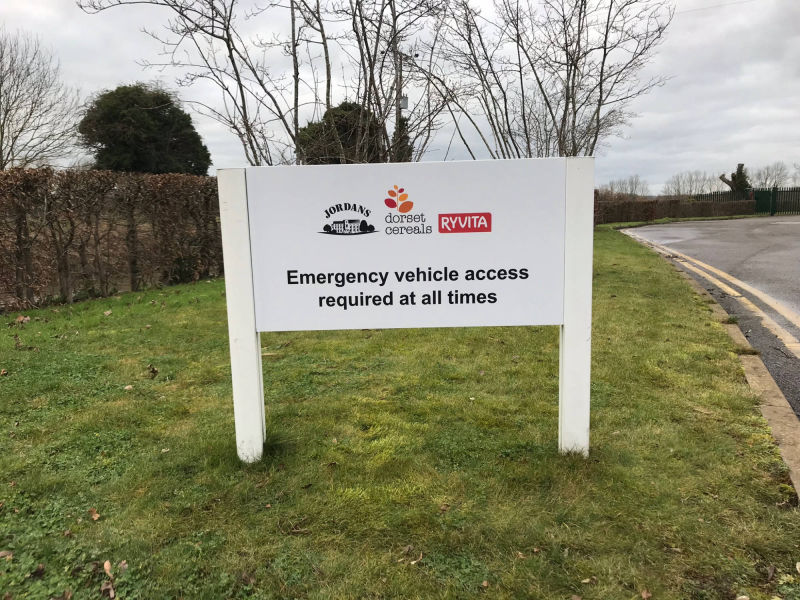 JORDANS
dorset
cereals
RYVITA
Emergency vehicle access
required at all times